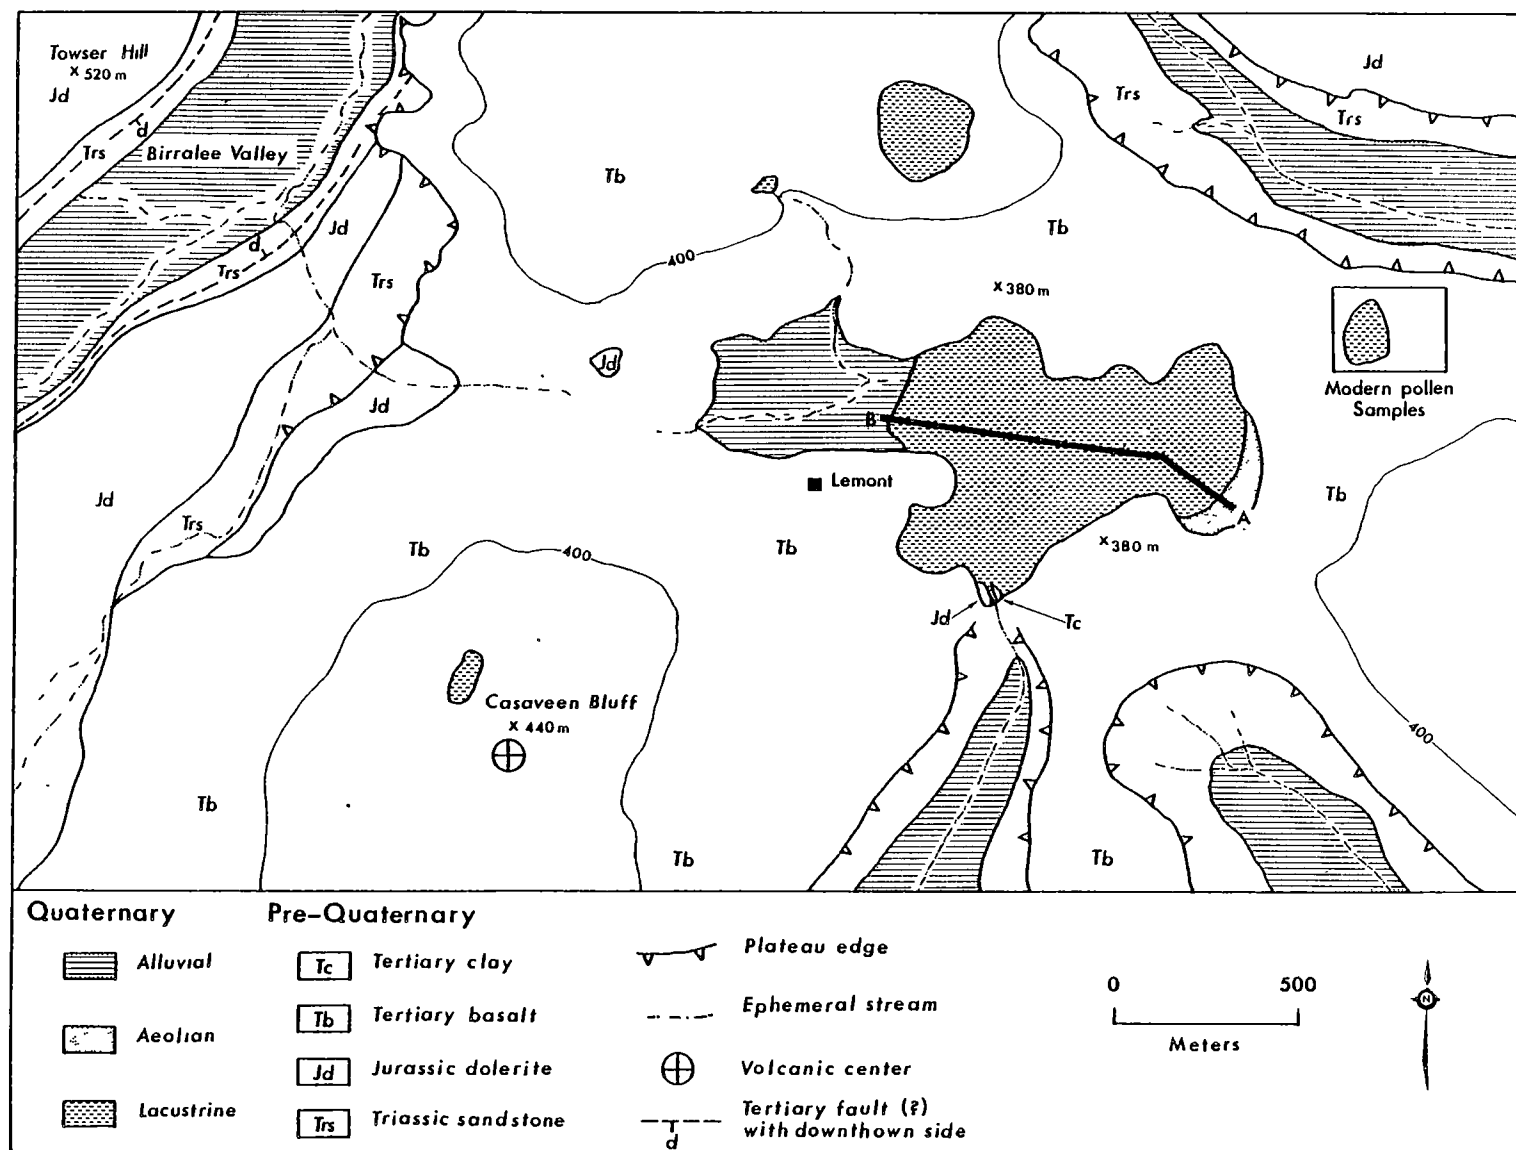 Towser Hill
x 520 m
Jd
d
Trs
Birralee Valley
Jd
d
Trs
Trs
Tb
400
Jd
Trs
Trs
Jd
Tb
x 380 m
Modern pollen
Samples
Jd
Jd
B
Lemont
A
Jd
Trs
Tb
400
Tb
x 380 m
Tb
Jd
Tc
Casaveen Bluff
x 440 m
400
Tb
Tb
Tb
Quaternary
Alluvial
Aeolian
Lacustrine
Pre-Quaternary
Tc Tertiary clay
Tb Tertiary basalt
Jd Jurassic dolerite
Trs Triassic sandstone
Plateau edge
Ephemeral stream
Volcanic center
Tertiary fault (?)
d with downthown side
0 500
Meters
N